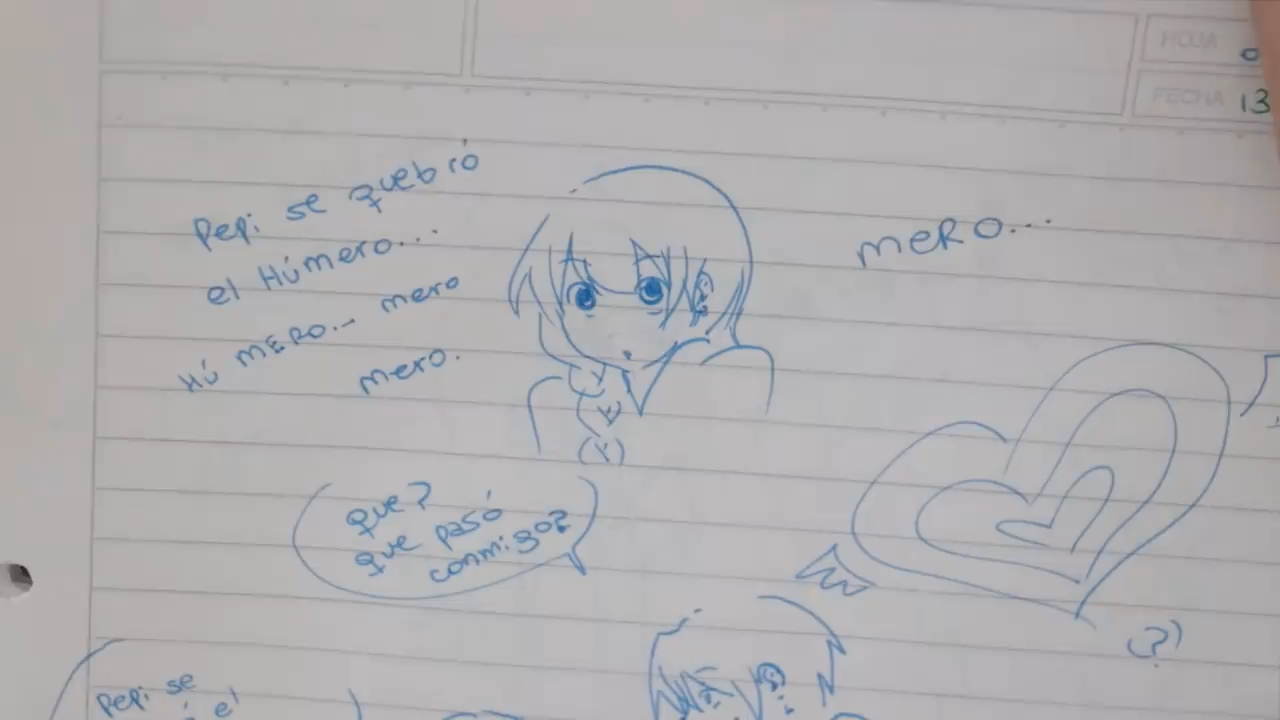 HOJA
FECHA 13
Pepi se quebró
el Húmero...
HÚ MERO... mero
mero.
MERO...
que?
que pasó
conmigo?
(?)
Pepi se
el